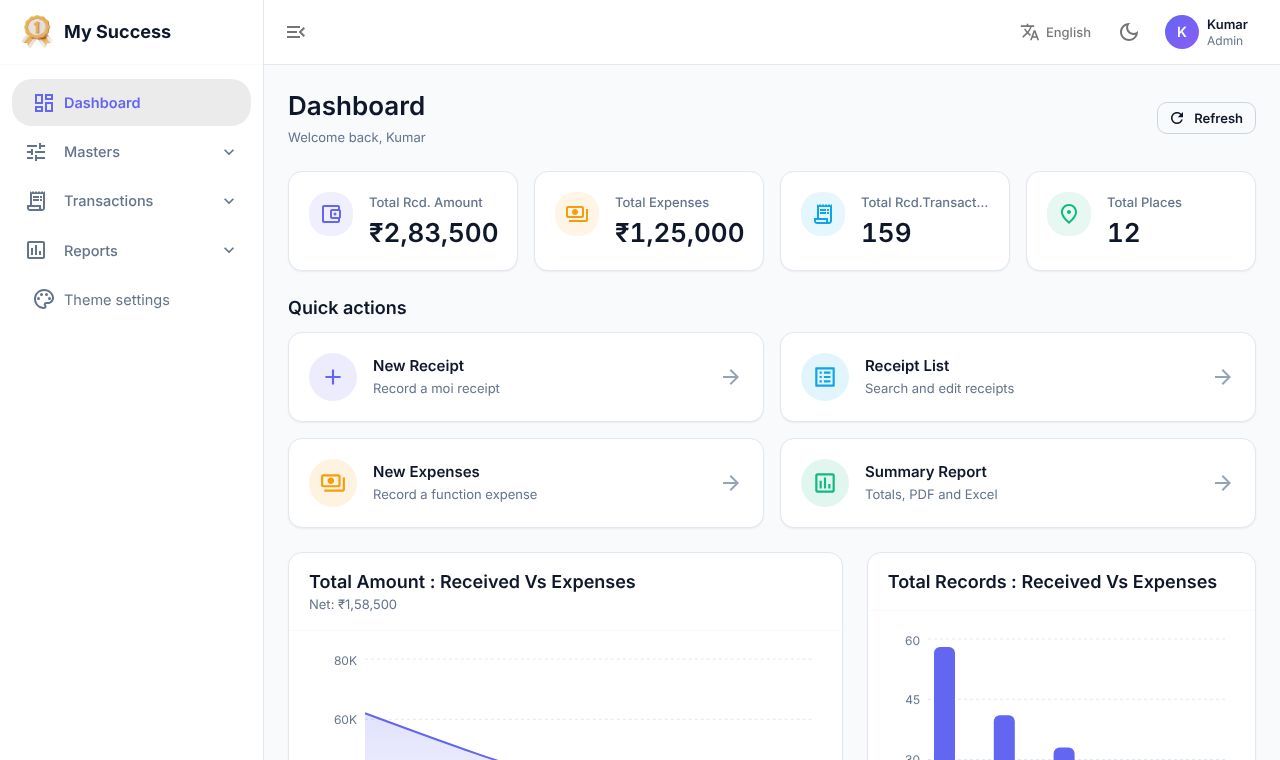 1
My Success
English
K
Kumar
Admin
Dashboard
Masters
Transactions
Reports
Theme settings
Dashboard
Welcome back, Kumar
Refresh
Total Rcd. Amount
₹2,83,500
Total Expenses
₹1,25,000
Total Rcd.Transact...
159
Total Places
12
Quick actions
New Receipt
Record a moi receipt
Receipt List
Search and edit receipts
New Expenses
Record a function expense
Summary Report
Totals, PDF and Excel
Total Amount : Received Vs Expenses
Net: ₹1,58,500
80K
60K
Total Records : Received Vs Expenses
60
45
30